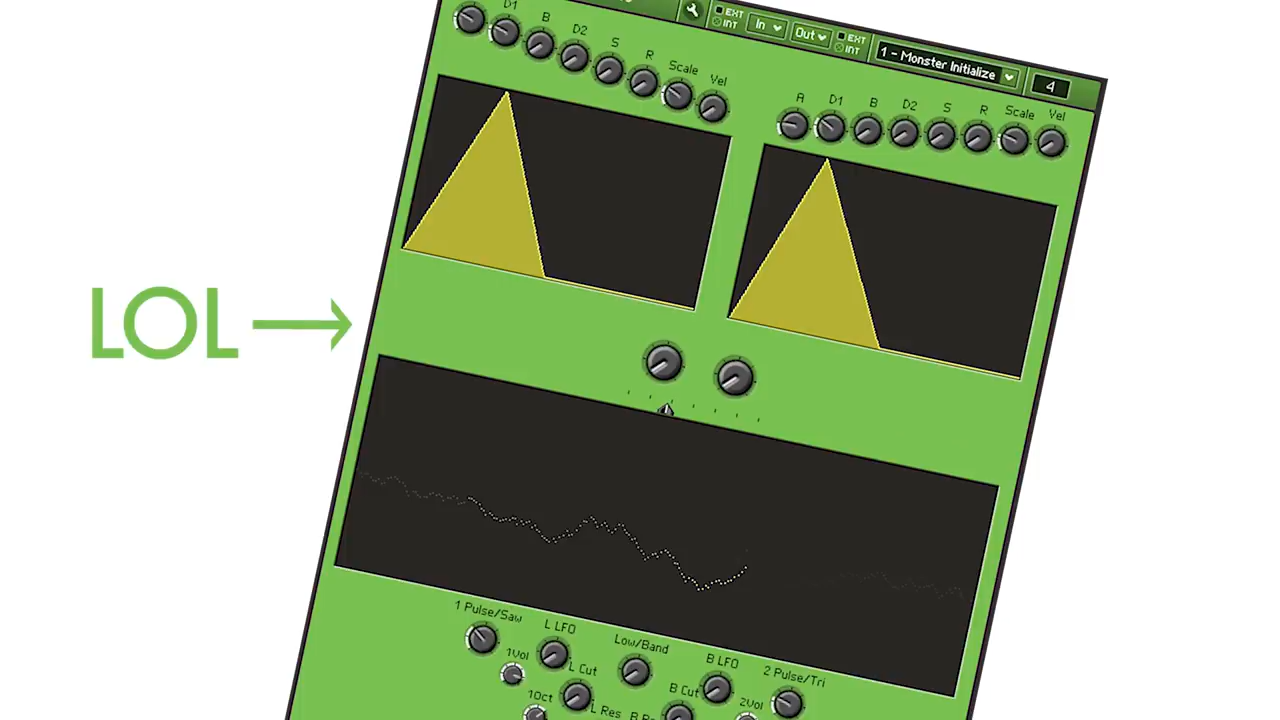 EXT
INT
In
Out
EXT
INT
1 - Monster Initialize
4
D1 B D2 S R Scale Vel
A D1 B D2 S R Scale Vel
LOL
1 Pulse/Saw L LFO Low/Band B LFO 2 Pulse/Tri
1Vol L Cut B Cut 2Vol
1Oct L Res